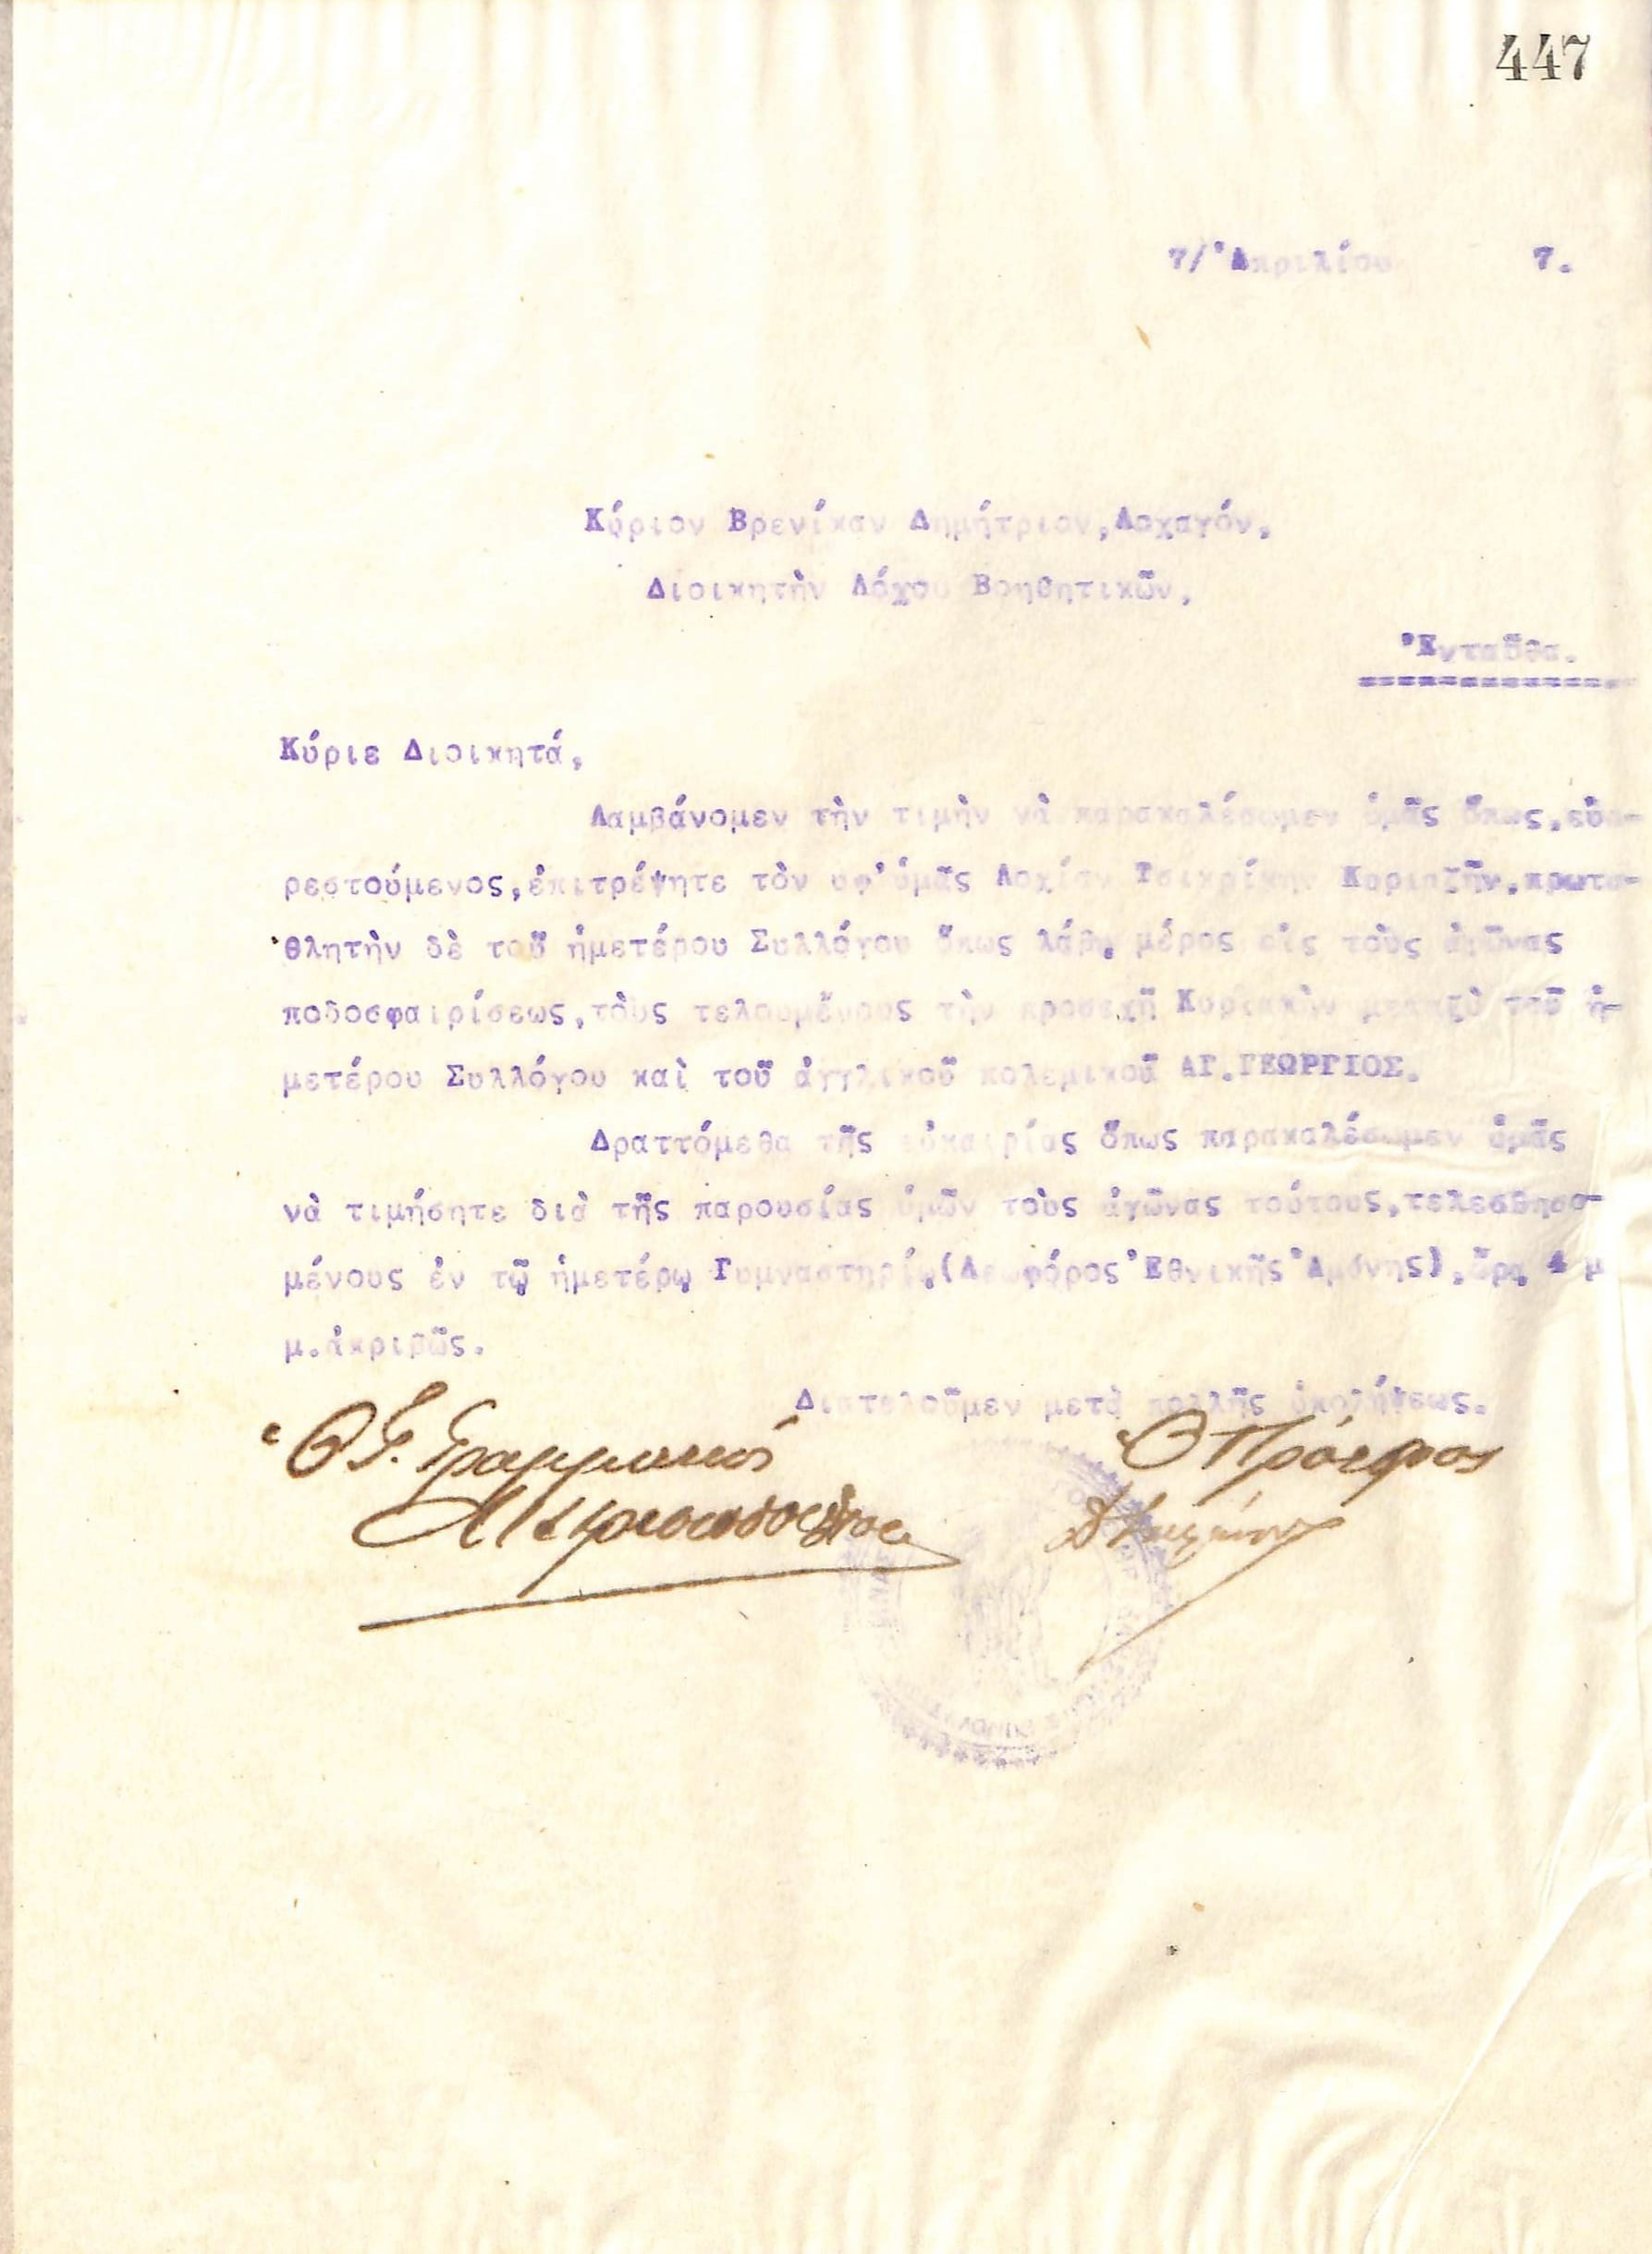 447
7/ Ἀπριλίου 7.
Κύριον Βρενίκαν Δημήτριον, Λοχαγόν,
Διοικητὴν Λόχου Βοηθητικῶν,
Ἐνταῦθα.
Κύριε Διοικητά,
Λαμβάνομεν τὴν τιμὴν νὰ παρακαλέσωμεν ὑμᾶς ὅπως, εὐα-
ρεστούμενος, ἐπιτρέψητε τὸν υφ' ὑμᾶς Λοχίαν Τσικρίκην Κυριαζῆν, πρωτα-
θλητὴν δὲ τοῦ ἡμετέρου Συλλόγου ὅπως λάβῃ μέρος εἰς τοὺς ἀγῶνας
ποδοσφαιρίσεως, τοὺς τελουμένους τὴν προσεχῆ Κυριακὴν μεταξὺ τοῦ ἡ-
μετέρου Συλλόγου καὶ τοῦ ἀγγλικοῦ πολεμικοῦ ΑΓ. ΓΕΩΡΓΙΟΣ.
Δραττόμεθα τῆς εὐκαιρίας ὅπως παρακαλέσωμεν ὑμᾶς
νὰ τιμήσητε διὰ τῆς παρουσίας ὑμῶν τοὺς ἀγῶνας τούτους, τελεσθησο-
μένους ἐν τῷ ἡμετέρῳ Γυμναστηρίῳ, (Λεωφόρος Ἐθνικῆς Ἀμύνης), ὥρᾳ 4 μ
μ. ἀκριβῶς.
Διατελοῦμεν μετὰ πολλῆς ὑπολήψεως.
Ὁ Γ. Γραμματεύς Ὁ Πρόεδρος